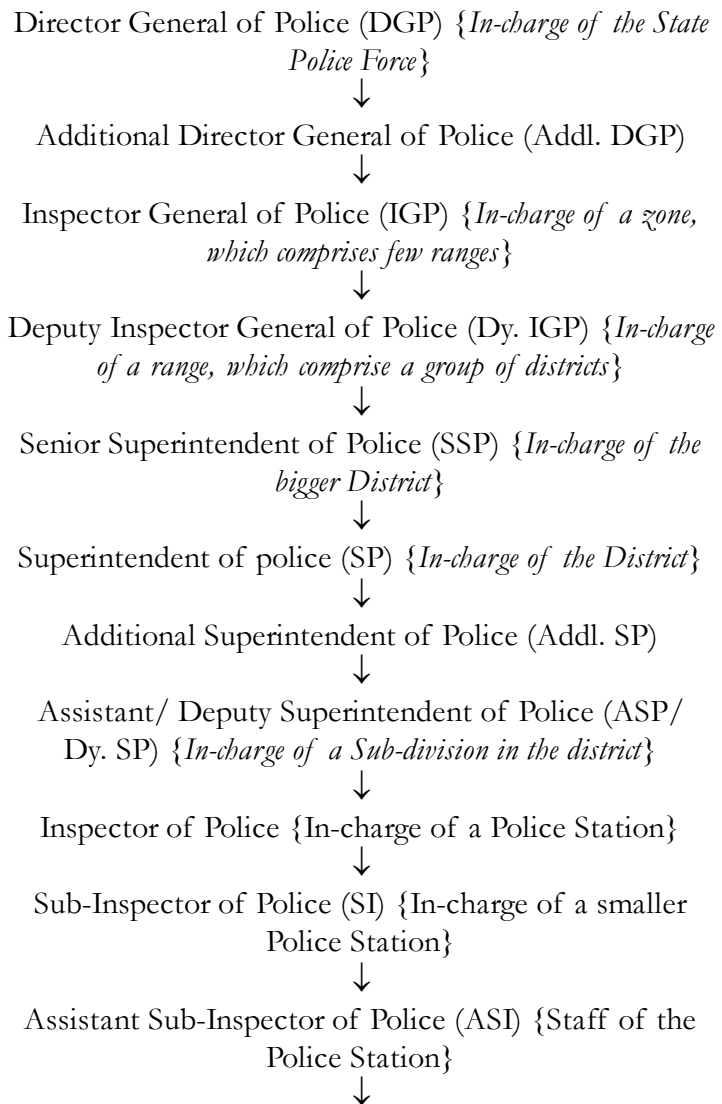 Director General of Police (DGP) {In-charge of the State
Police Force}
↓
Additional Director General of Police (Addl. DGP)
↓
Inspector General of Police (IGP) {In-charge of a zone,
which comprises few ranges}
↓
Deputy Inspector General of Police (Dy. IGP) {In-charge
of a range, which comprise a group of districts}
↓
Senior Superintendent of Police (SSP) {In-charge of the
bigger District}
↓
Superintendent of police (SP) {In-charge of the District}
↓
Additional Superintendent of Police (Addl. SP)
↓
Assistant/ Deputy Superintendent of Police (ASP/
Dy. SP) {In-charge of a Sub-division in the district}
↓
Inspector of Police {In-charge of a Police Station}
↓
Sub-Inspector of Police (SI) {In-charge of a smaller
Police Station}
↓
Assistant Sub-Inspector of Police (ASI) {Staff of the
Police Station}
↓